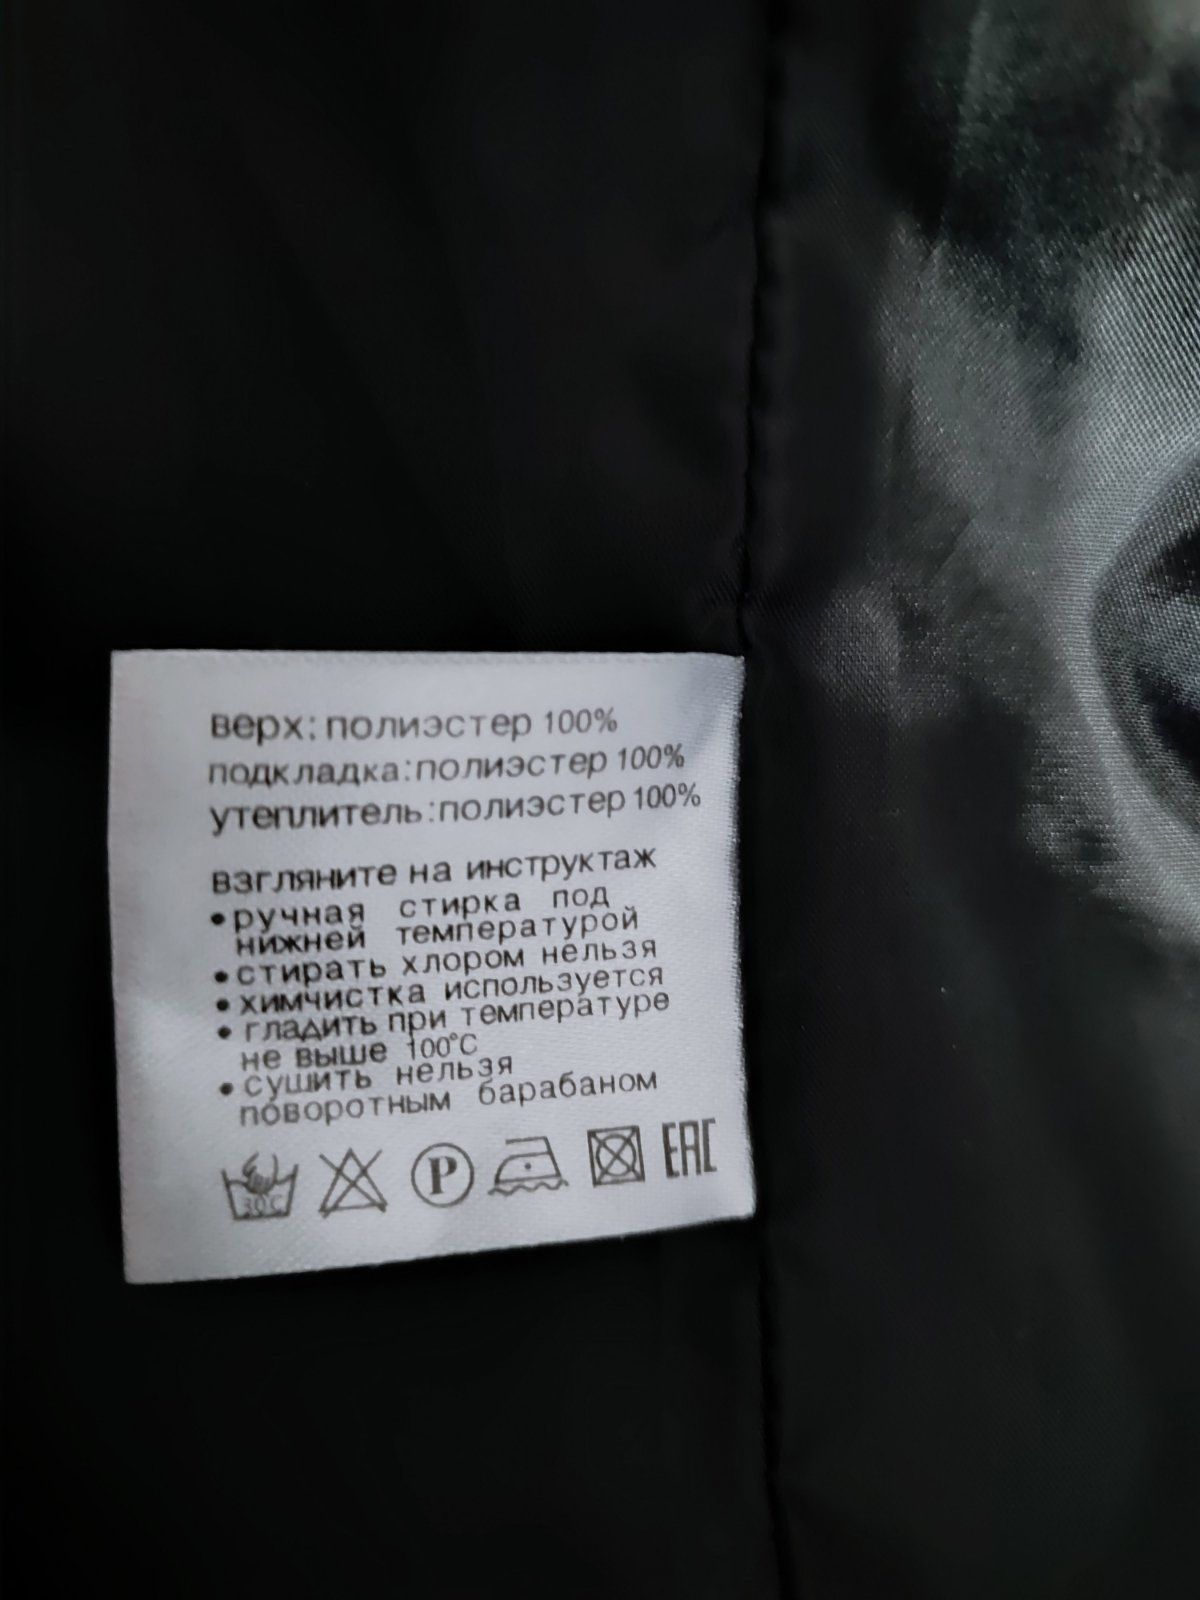 верх: полиэстер 100%
подкладка:полиэстер 100%
утеплитель:полиэстер 100%
взгляните на инструктаж
•ручная стирка под
нижней температурой
•стирать хлором нельзя
•химчистка используется
•гладить при температуре
не выше 100°C
•сушить нельзя
поворотным барабаном
30°C P EAC